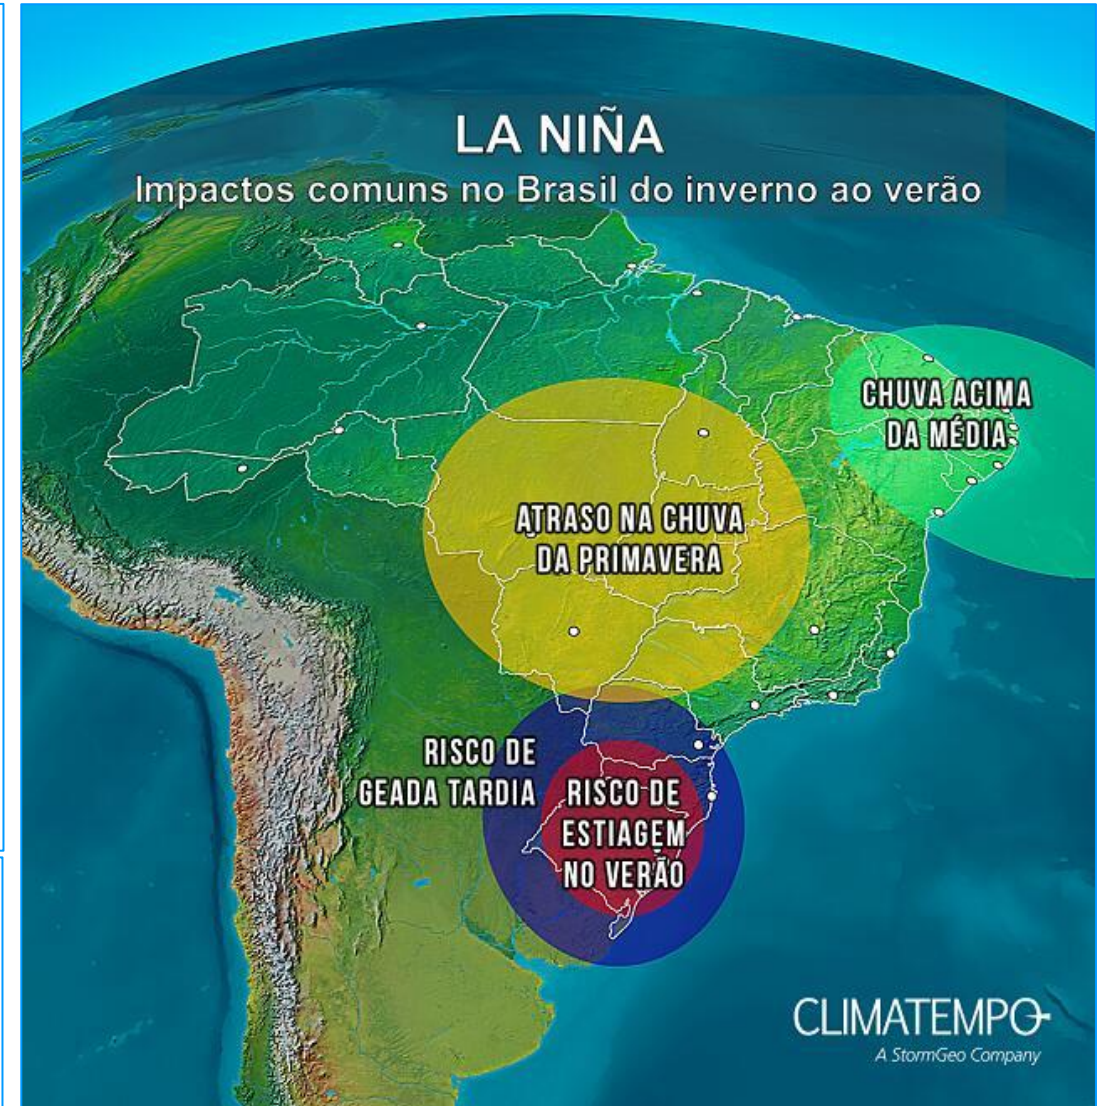 LA NIÑA
Impactos comuns no Brasil do inverno ao verão
CHUVA ACIMA
DA MÉDIA
ATRASO NA CHUVA
DA PRIMAVERA
RISCO DE
GEADA TARDIA
RISCO DE
ESTIAGEM
NO VERÃO
CLIMATEMPO
A StormGeo Company